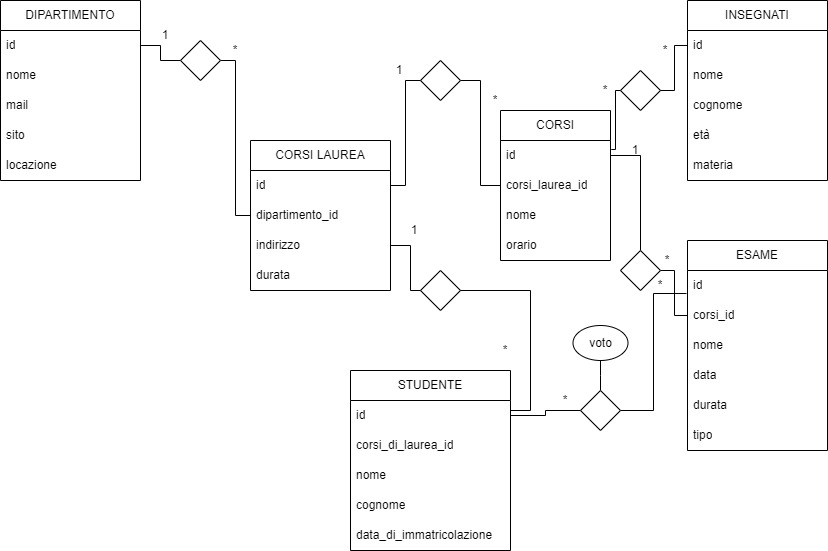 DIPARTIMENTO
id
nome
mail
sito
locazione
1
*
CORSI LAUREA
id
dipartimento_id
indirizzo
durata
1
*
1
*
CORSI
id
corsi_laurea_id
nome
orario
*
*
1
*
INSEGNATI
id
nome
cognome
età
materia
ESAME
id
corsi_id
nome
data
durata
tipo
*
voto
*
STUDENTE
id
corsi_di_laurea_id
nome
cognome
data_di_immatricolazione